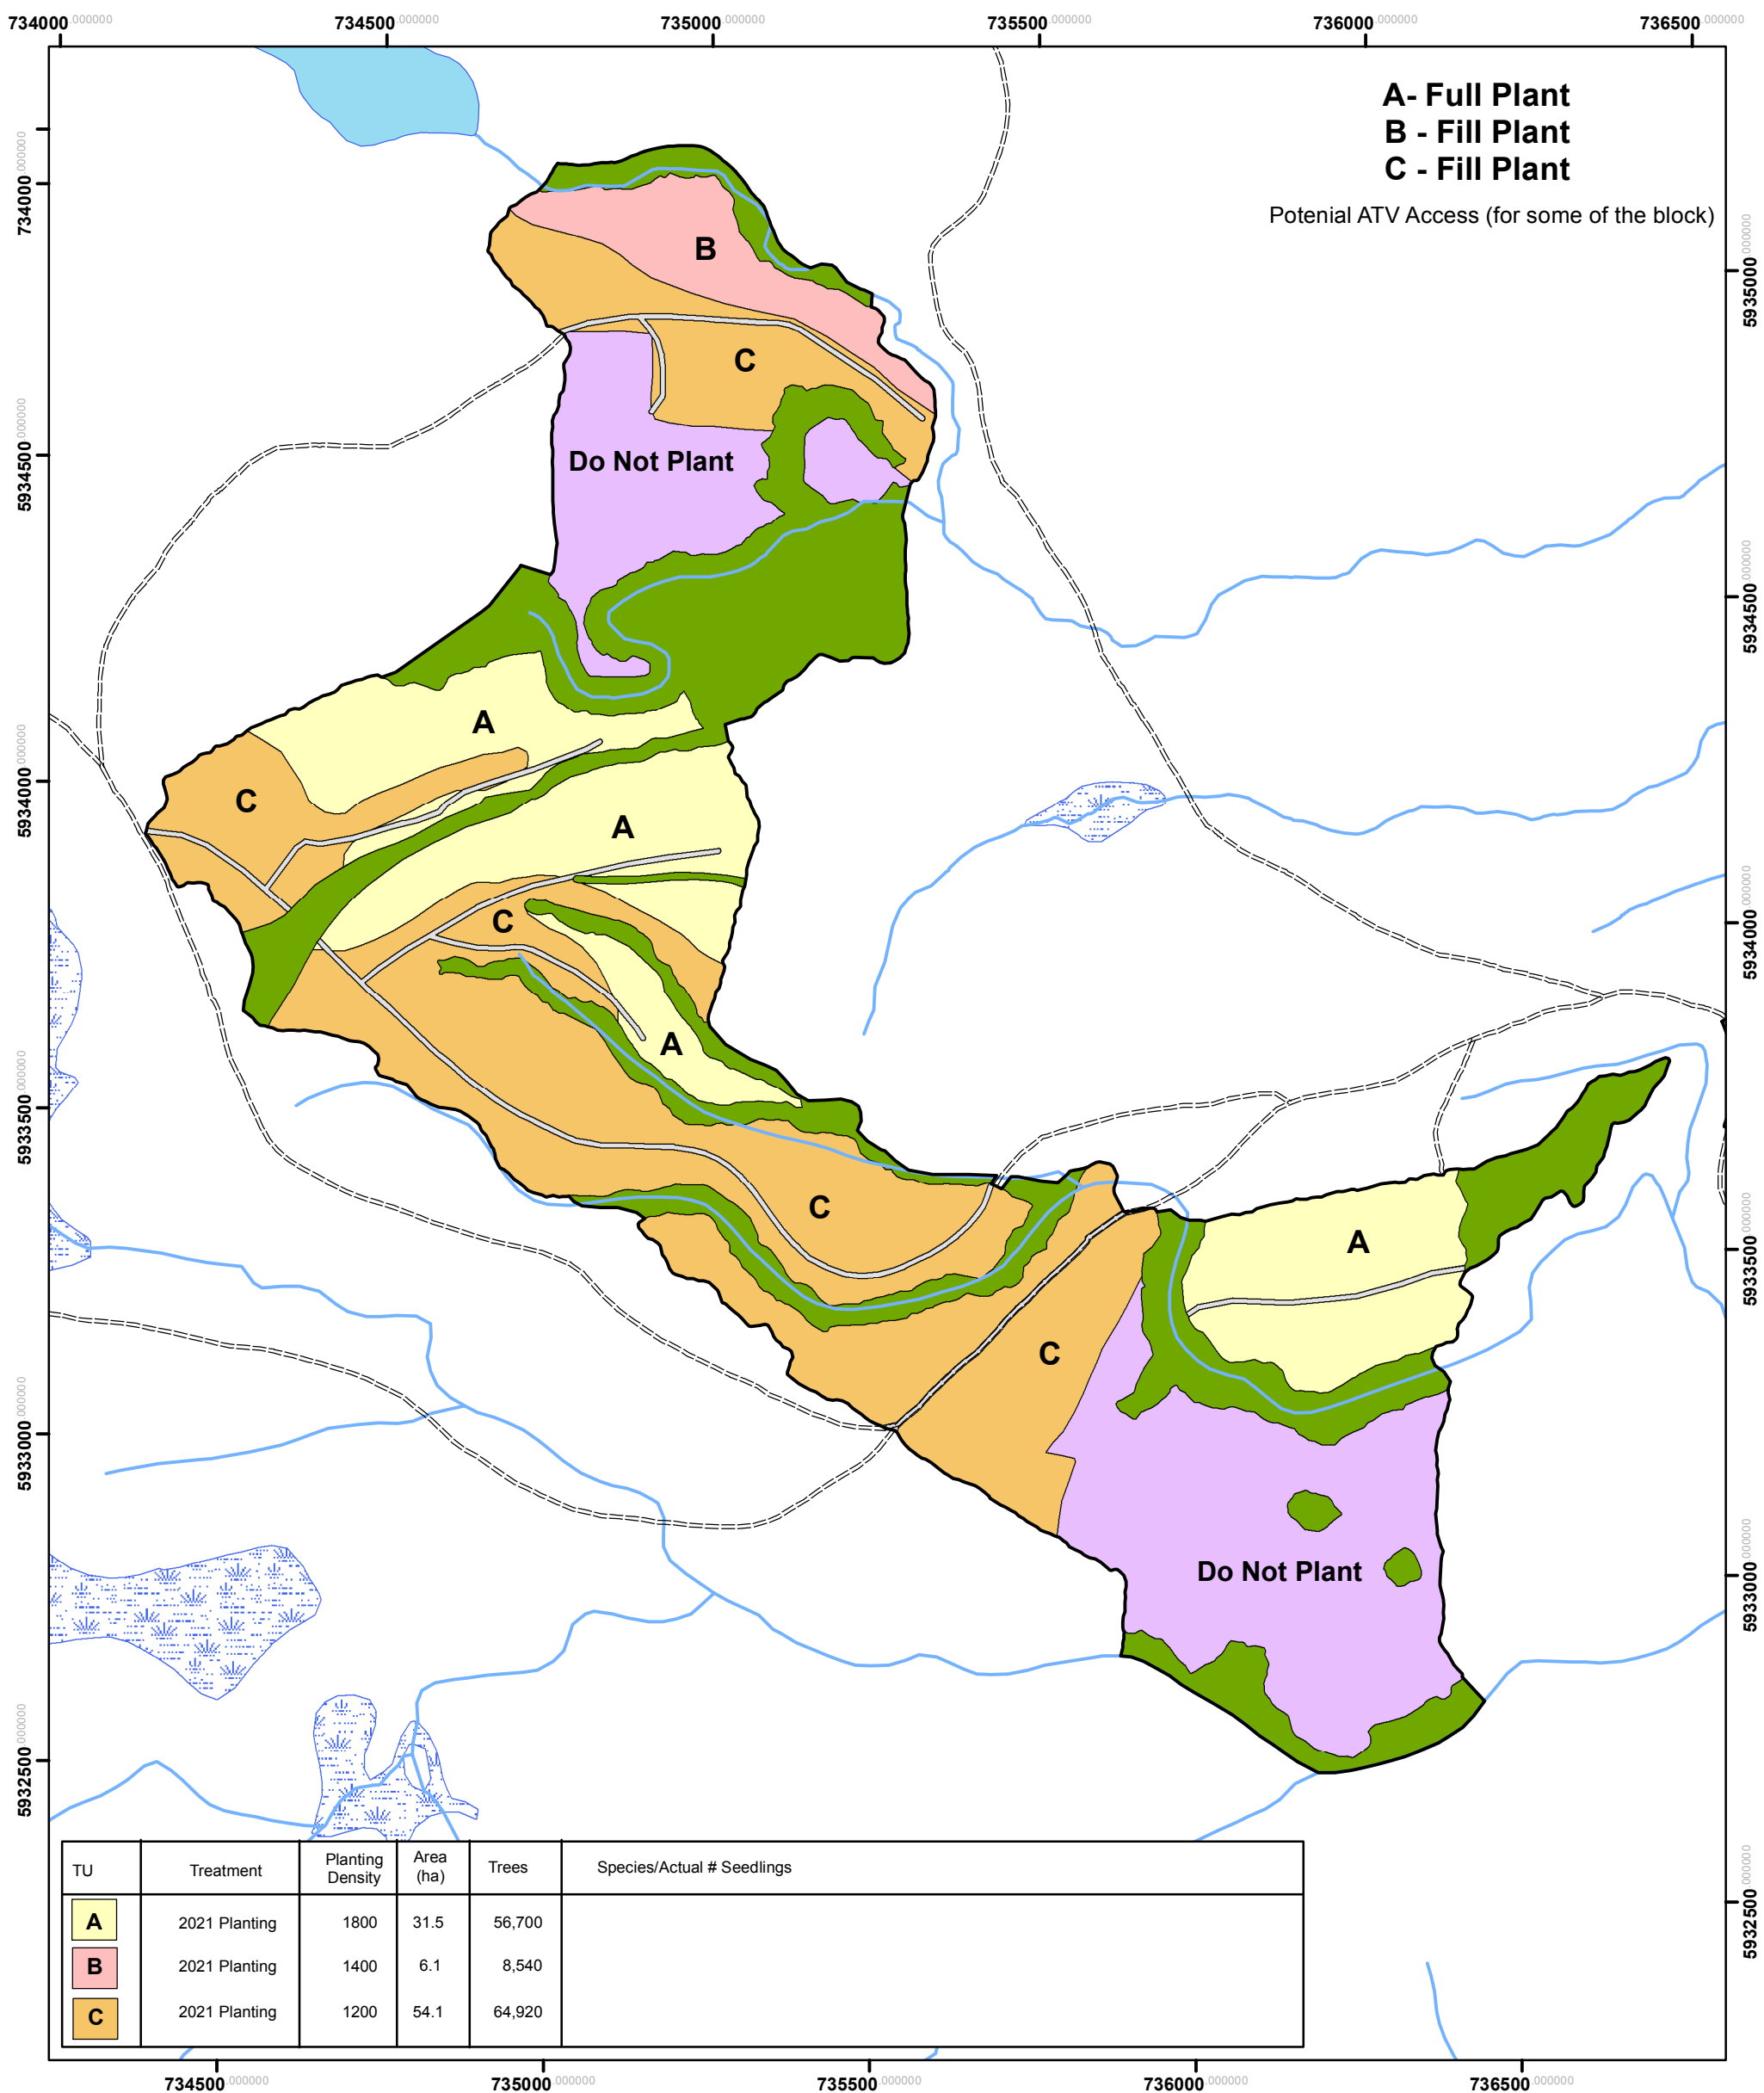 734000.000000 734500.000000 735000.000000 735500.000000 736000.000000 736500.000000
A- Full Plant
B - Fill Plant
C - Fill Plant
Potenial ATV Access (for some of the block)
734000.000000
5934500.000000
5934000.000000
5933500.000000
5933000.000000
5932500.000000
B
C
Do Not Plant
A
C
A
C
A
C
A
C
Do Not Plant
5935000.000000
5934500.000000
5934000.000000
5933500.000000
5933000.000000
5932500.000000
TU Treatment Planting Density Area (ha) Trees Species/Actual # Seedlings
A 2021 Planting 1800 31.5 56,700
B 2021 Planting 1400 6.1 8,540
C 2021 Planting 1200 54.1 64,920
734500.000000 735000.000000 735500.000000 736000.000000 736500.000000